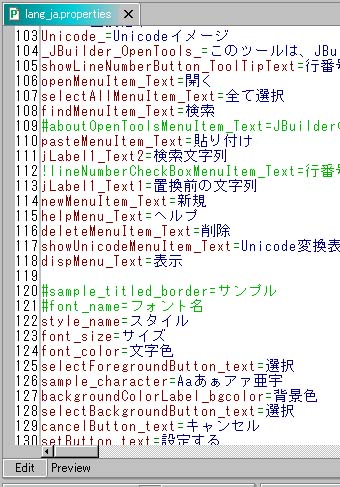 lang_ja.properties
103 Unicode_=Unicodeイメージ
104 _JBuilder_OpenTools_=このツールは、JBu
105 showLineNumberButton_ToolTipText=行番号
106 openMenuItem_Text=開く
107 selectAllMenuItem_Text=全て選択
108 findMenuItem_Text=検索
109 #aboutOpenToolsMenuItem_Text=JBuilder
110 pasteMenuItem_Text=貼り付け
111 jLabel1_Text2=検索文字列
112 !lineNumberCheckBoxMenuItem_Text=行番号
113 jLabel1_Text1=置換前の文字列
114 newMenuItem_Text=新規
115 helpMenu_Text=ヘルプ
116 deleteMenuItem_Text=削除
117 showUnicodeMenuItem_Text=Unicode変換表
118 dispMenu_Text=表示
119
120 #sample_titled_border=サンプル
121 #font_name=フォント名
122 style_name=スタイル
123 font_size=サイズ
124 font_color=文字色
125 selectForegroundButton_text=選択
126 sample_character=Aaあぁアァ亜宇
127 backgroundColorLabel_bgcolor=背景色
128 selectBackgroundButton_text=選択
129 cancelButton_text=キャンセル
130 setButton_text=設定する
Edit Preview